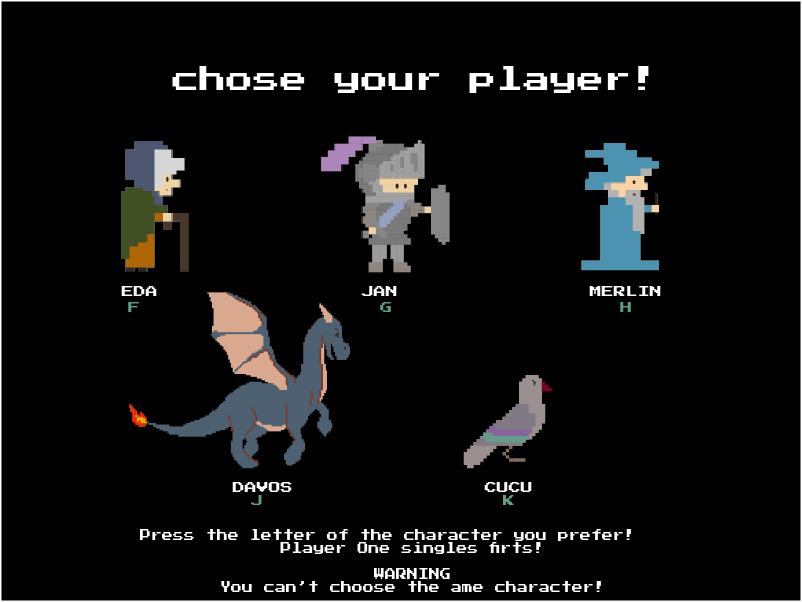 chose your player!
EDA JAN MERLIN
F G H
DAVOS CUCU
J K
Press the letter of the character you prefer!
Player One singles firts!
WARNING
You can't choose the ame character!